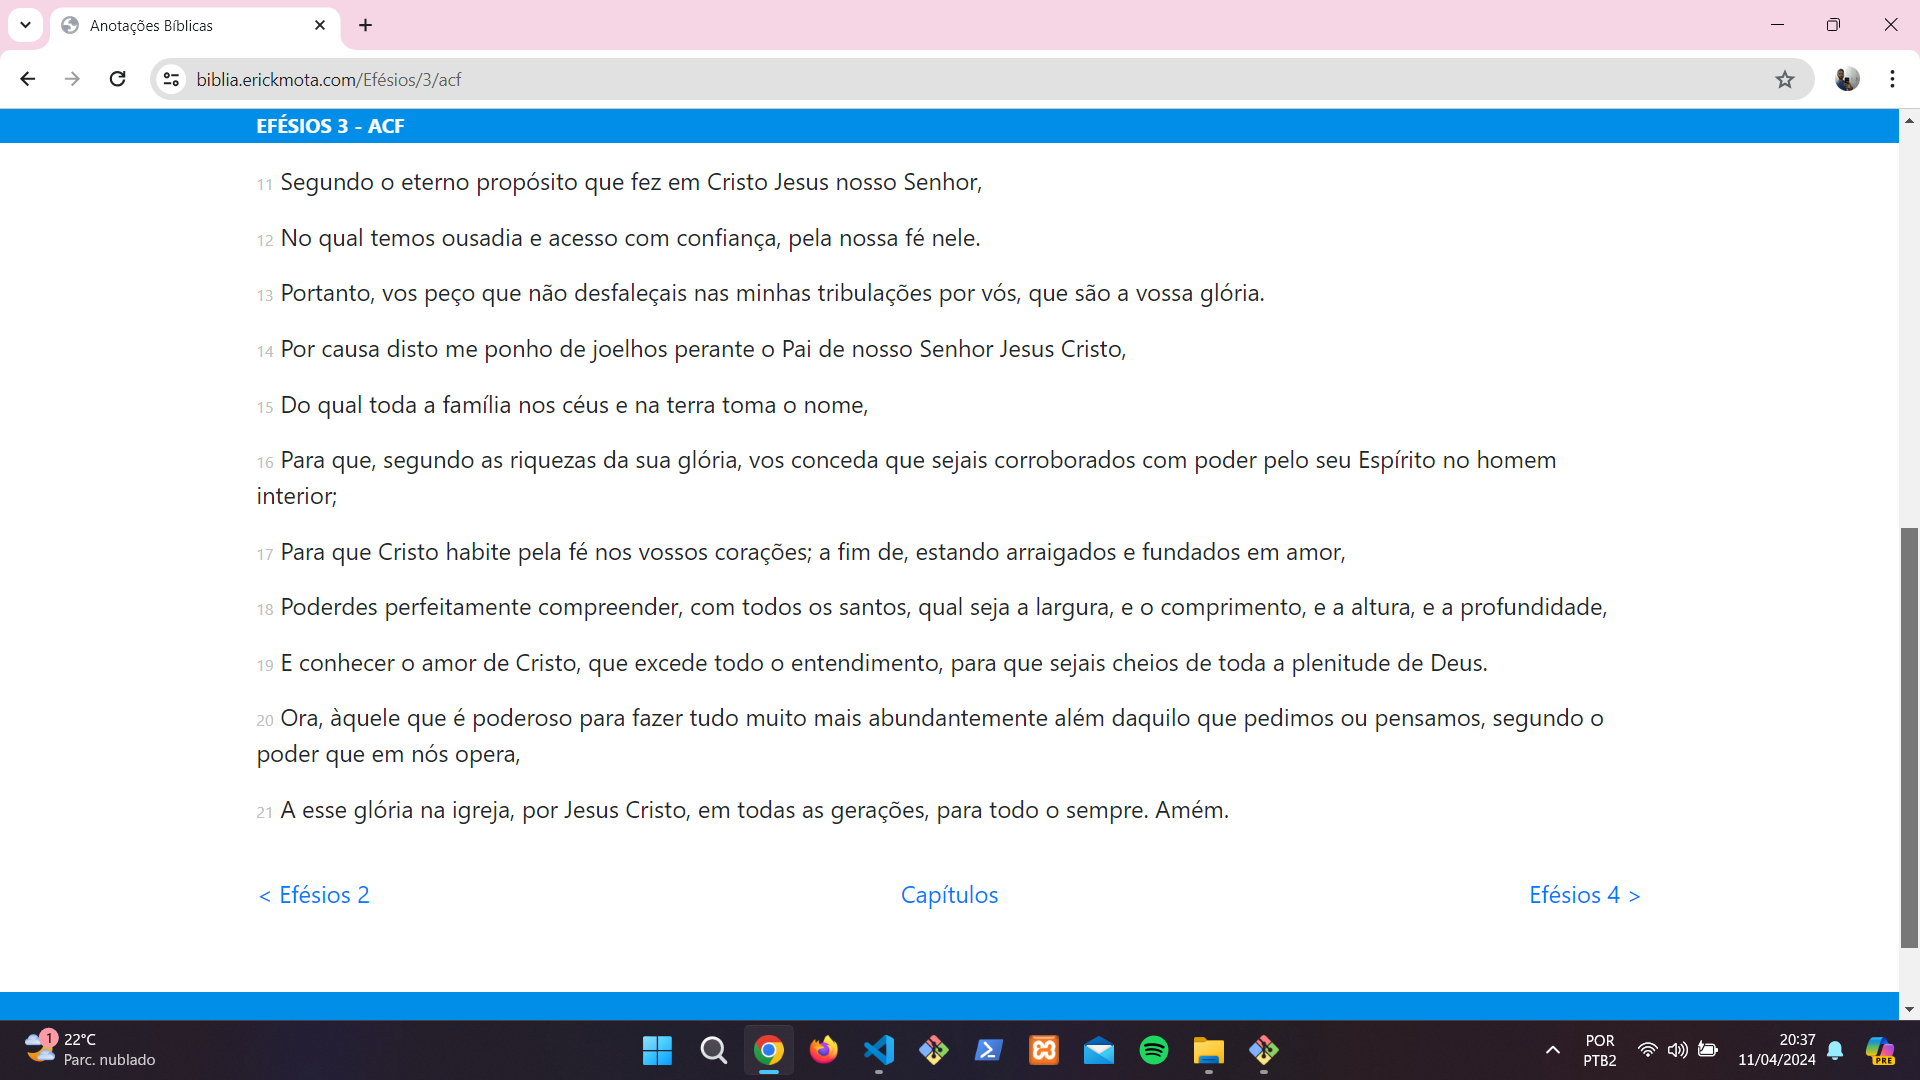 Anotações Bíblicas
biblia.erickmota.com/Efésios/3/acf
EFÉSIOS 3 - ACF
11 Segundo o eterno propósito que fez em Cristo Jesus nosso Senhor,
12 No qual temos ousadia e acesso com confiança, pela nossa fé nele.
13 Portanto, vos peço que não desfaleçais nas minhas tribulações por vós, que são a vossa glória.
14 Por causa disto me ponho de joelhos perante o Pai de nosso Senhor Jesus Cristo,
15 Do qual toda a família nos céus e na terra toma o nome,
16 Para que, segundo as riquezas da sua glória, vos conceda que sejais corroborados com poder pelo seu Espírito no homem
interior;
17 Para que Cristo habite pela fé nos vossos corações; a fim de, estando arraigados e fundados em amor,
18 Poderdes perfeitamente compreender, com todos os santos, qual seja a largura, e o comprimento, e a altura, e a profundidade,
19 E conhecer o amor de Cristo, que excede todo o entendimento, para que sejais cheios de toda a plenitude de Deus.
20 Ora, àquele que é poderoso para fazer tudo muito mais abundantemente além daquilo que pedimos ou pensamos, segundo o
poder que em nós opera,
21 A esse glória na igreja, por Jesus Cristo, em todas as gerações, para todo o sempre. Amém.
< Efésios 2 Capítulos Efésios 4 >
1 22°C
Parc. nublado
POR
PTB2
20:37
11/04/2024
PRE